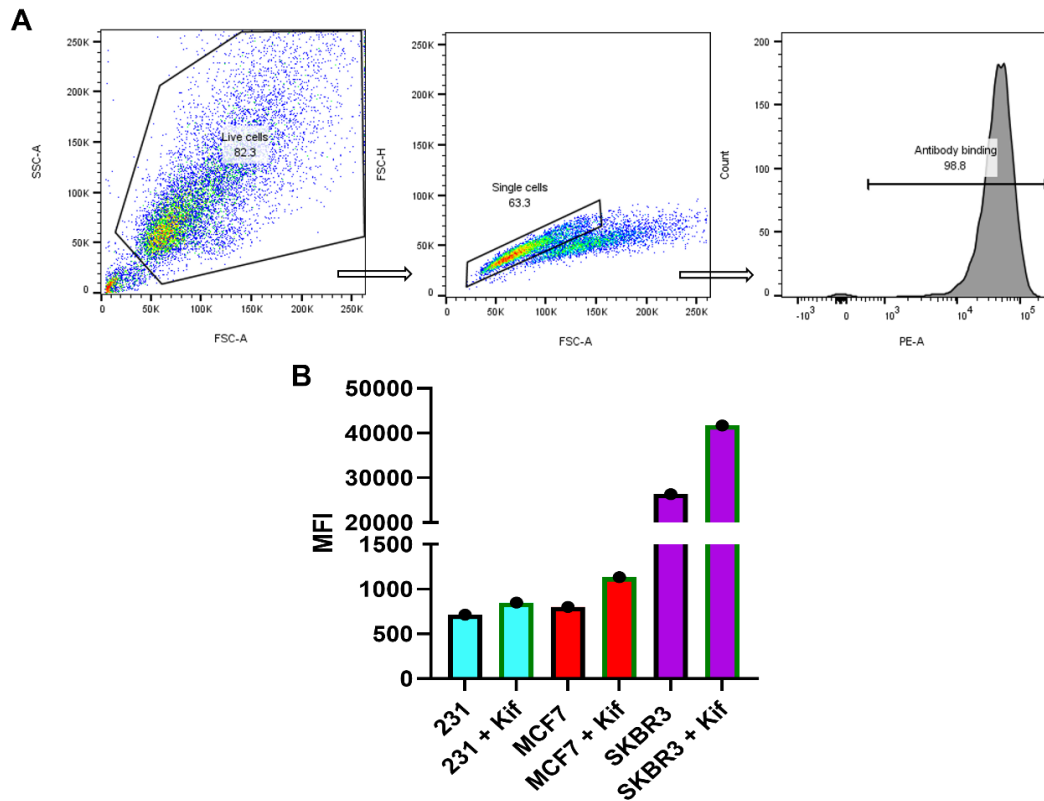 A
SSC-A
250K
200K
150K
100K
50K
0
Live cells
82.3
0
50K
100K
150K
200K
250K
FSC-A
FSC-H
250K
200K
150K
100K
50K
0
Single cells
63.3
0
50K
100K
150K
200K
250K
FSC-A
Count
200
150
100
50
0
Antibody binding
98.8
-10³
0
10³
10⁴
10⁵
PE-A
B
MFI
50000
40000
30000
20000
1500
1000
500
0
231
231 + Kif
MCF7
MCF7 + Kif
SKBR3
SKBR3 + Kif